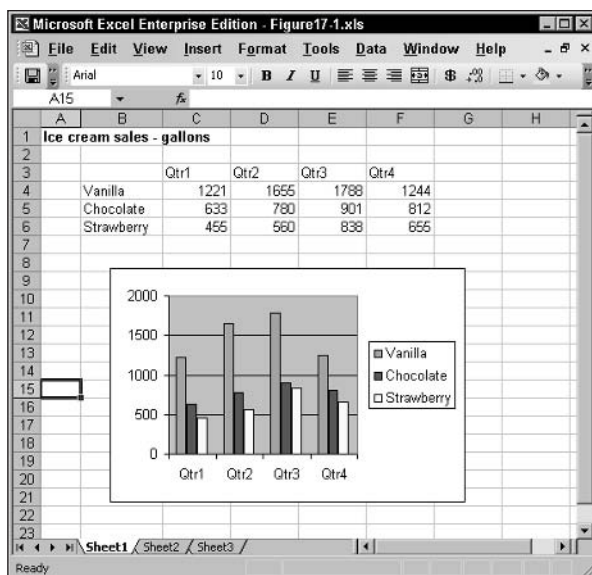 Microsoft Excel Enterprise Edition - Figure17-1.xls
File Edit View Insert Format Tools Data Window Help
Arial 10 B I U $
A15 fx
A B C D E F G H
1 Ice cream sales - gallons
2
3 Qtr1 Qtr2 Qtr3 Qtr4
4 Vanilla 1221 1655 1788 1244
5 Chocolate 633 780 901 812
6 Strawberry 455 560 838 655
7
8
9
10
11
12
13
14
15
16
17
18
19
20
21
22
23
2000
1500
1000
500
0
Qtr1 Qtr2 Qtr3 Qtr4
Vanilla
Chocolate
Strawberry
Sheet1 Sheet2 Sheet3
Ready